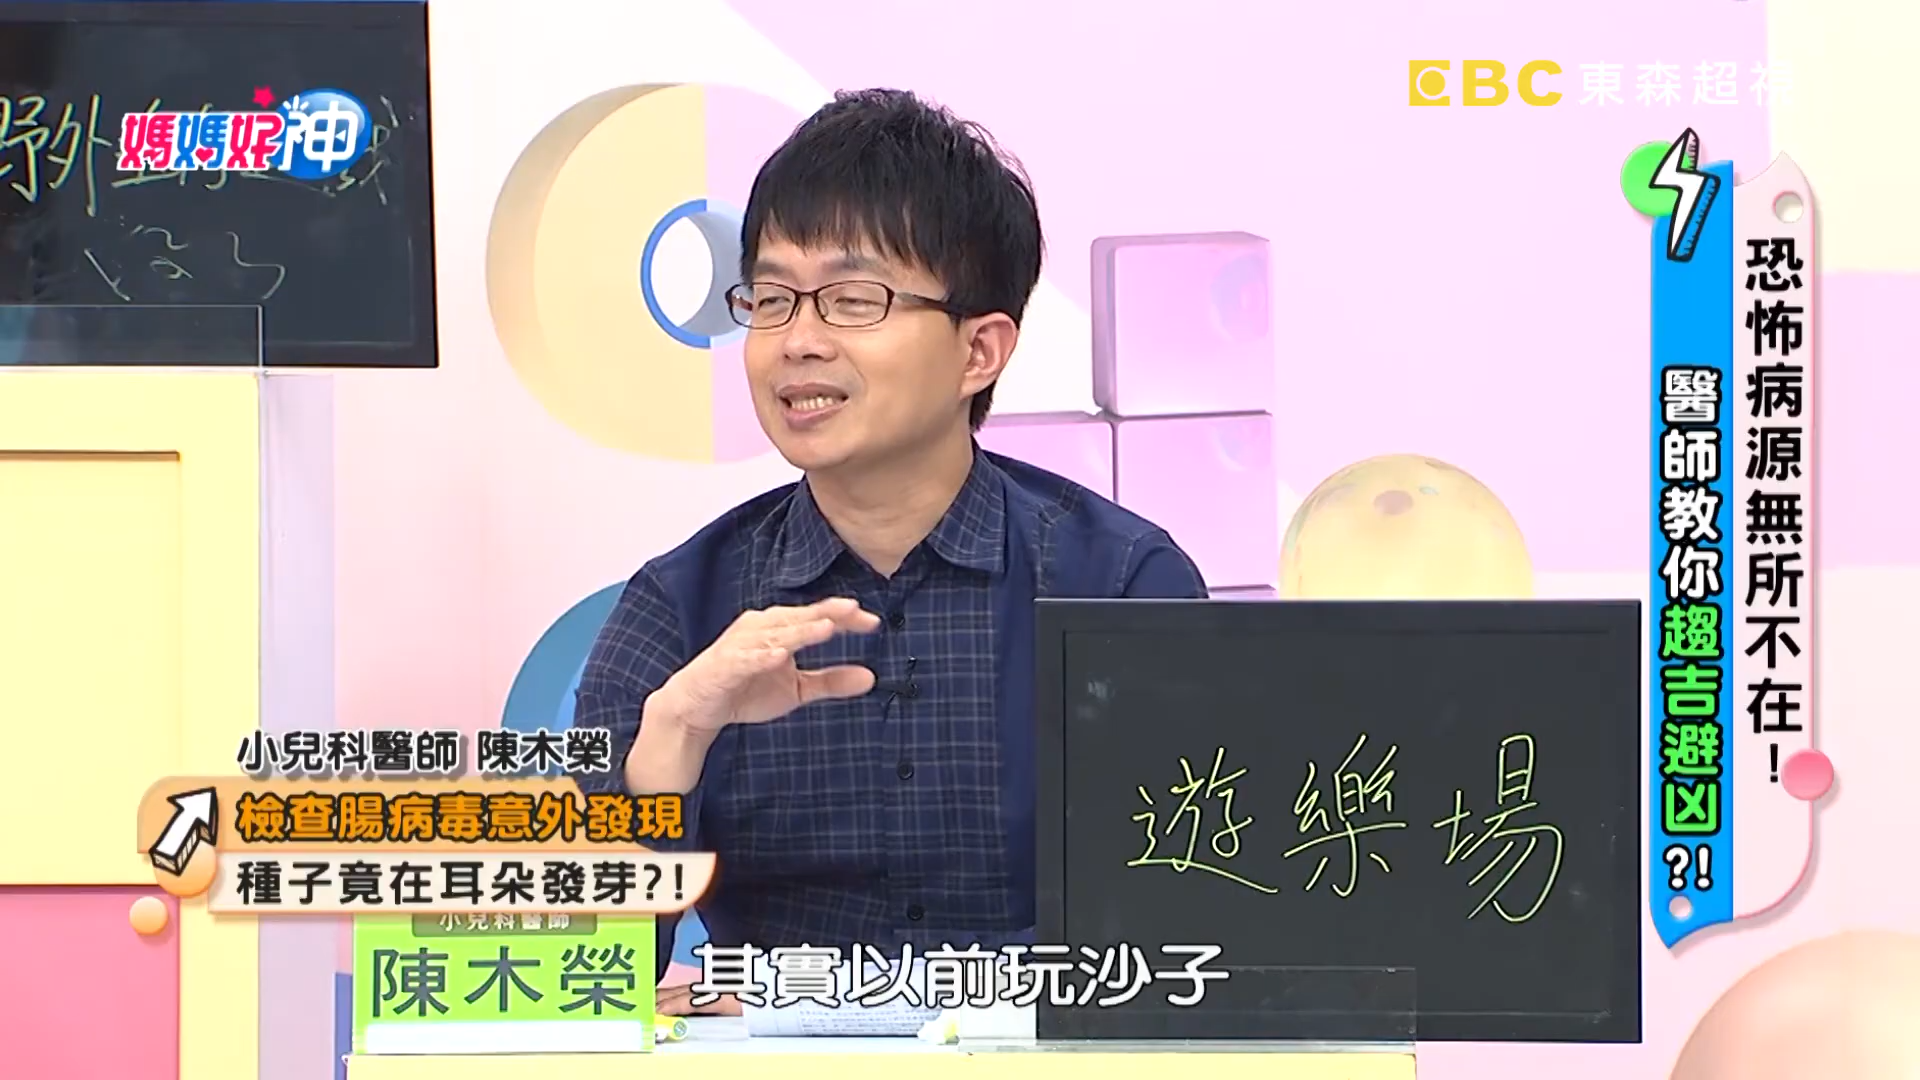 媽媽好神
EBC 東森超視
野外
沒
恐怖病源無所不在！
醫師教你趨吉避凶?!
小兒科醫師 陳木榮
檢查腸病毒意外發現
種子竟在耳朵發芽?!
小兒科醫師
陳木榮
遊樂場
其實以前玩沙子